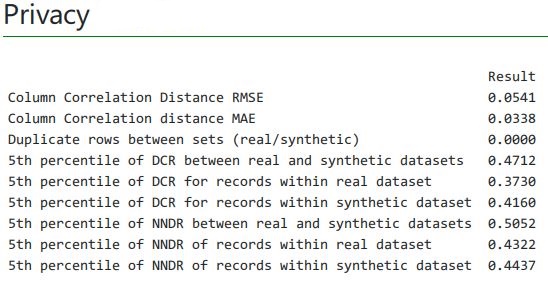 Privacy
Result
Column Correlation Distance RMSE 0.0541
Column Correlation distance MAE 0.0338
Duplicate rows between sets (real/synthetic) 0.0000
5th percentile of DCR between real and synthetic datasets 0.4712
5th percentile of DCR for records within real dataset 0.3730
5th percentile of DCR for records within synthetic dataset 0.4160
5th percentile of NNDR between real and synthetic datasets 0.5052
5th percentile of NNDR of records within real dataset 0.4322
5th percentile of NNDR of records within synthetic dataset 0.4437